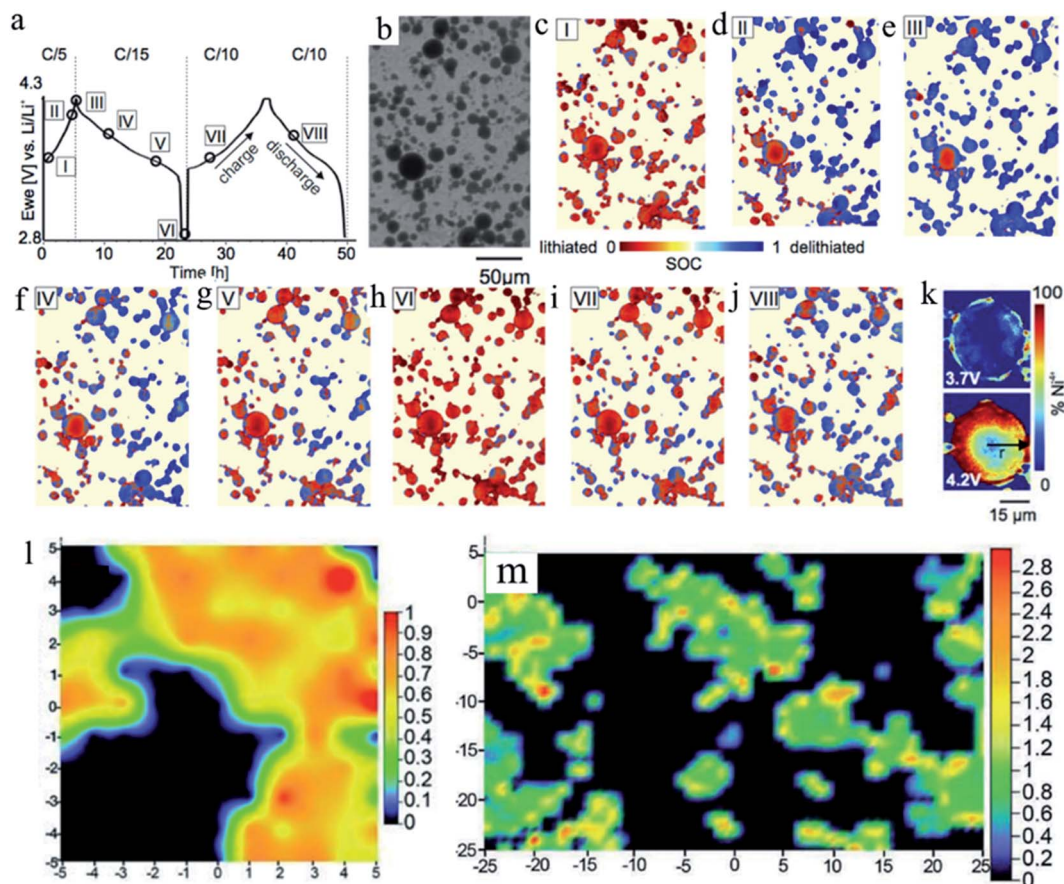 a
C/5 C/15 C/10 C/10
4.3
2.8
Ewe [V] vs. Li/Li⁺
I
II
III
IV
V
VI
VII
VIII
charge
discharge
0 10 20 30 40 50
Time [h]
b
50µm
c I
d II
e III
lithiated 0 1 delithiated
SOC
f IV
g V
h VI
i VII
j VIII
k
3.7V
4.2V
r
100
0
% Ni⁴⁺
15 µm
l
5
4
3
2
1
0
-1
-2
-3
-4
-5
-5 -4 -3 -2 -1 0 1 2 3 4 5
1
0.9
0.8
0.7
0.6
0.5
0.4
0.3
0.2
0.1
0
m
5
0
-5
-10
-15
-20
-25
-25 -20 -15 -10 -5 0 5 10 15 20 25
2.8
2.6
2.4
2.2
2
1.8
1.6
1.4
1.2
1
0.8
0.6
0.4
0.2
0